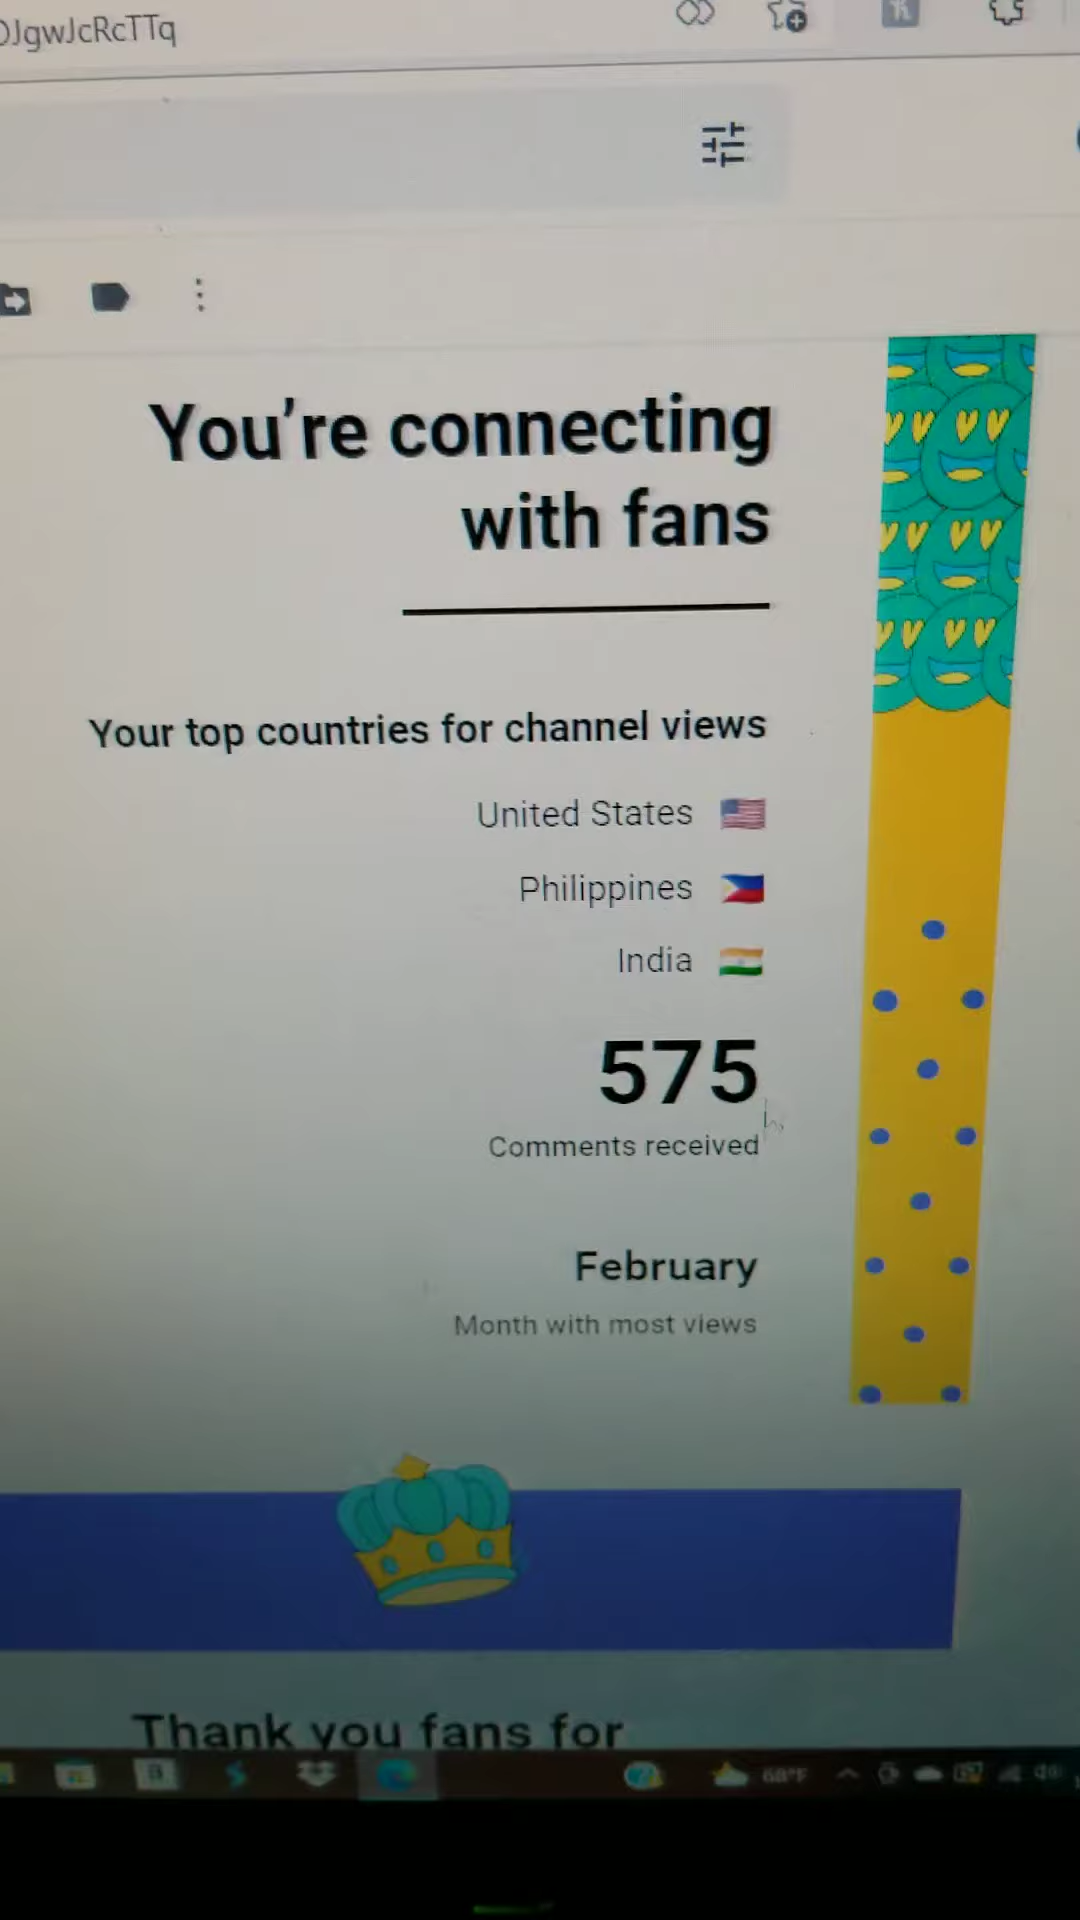 DJgwJcRcTTq
You're connecting
with fans
Your top countries for channel views
United States
Philippines
India
575
Comments received
February
Month with most views
Thank you fans for
68°F